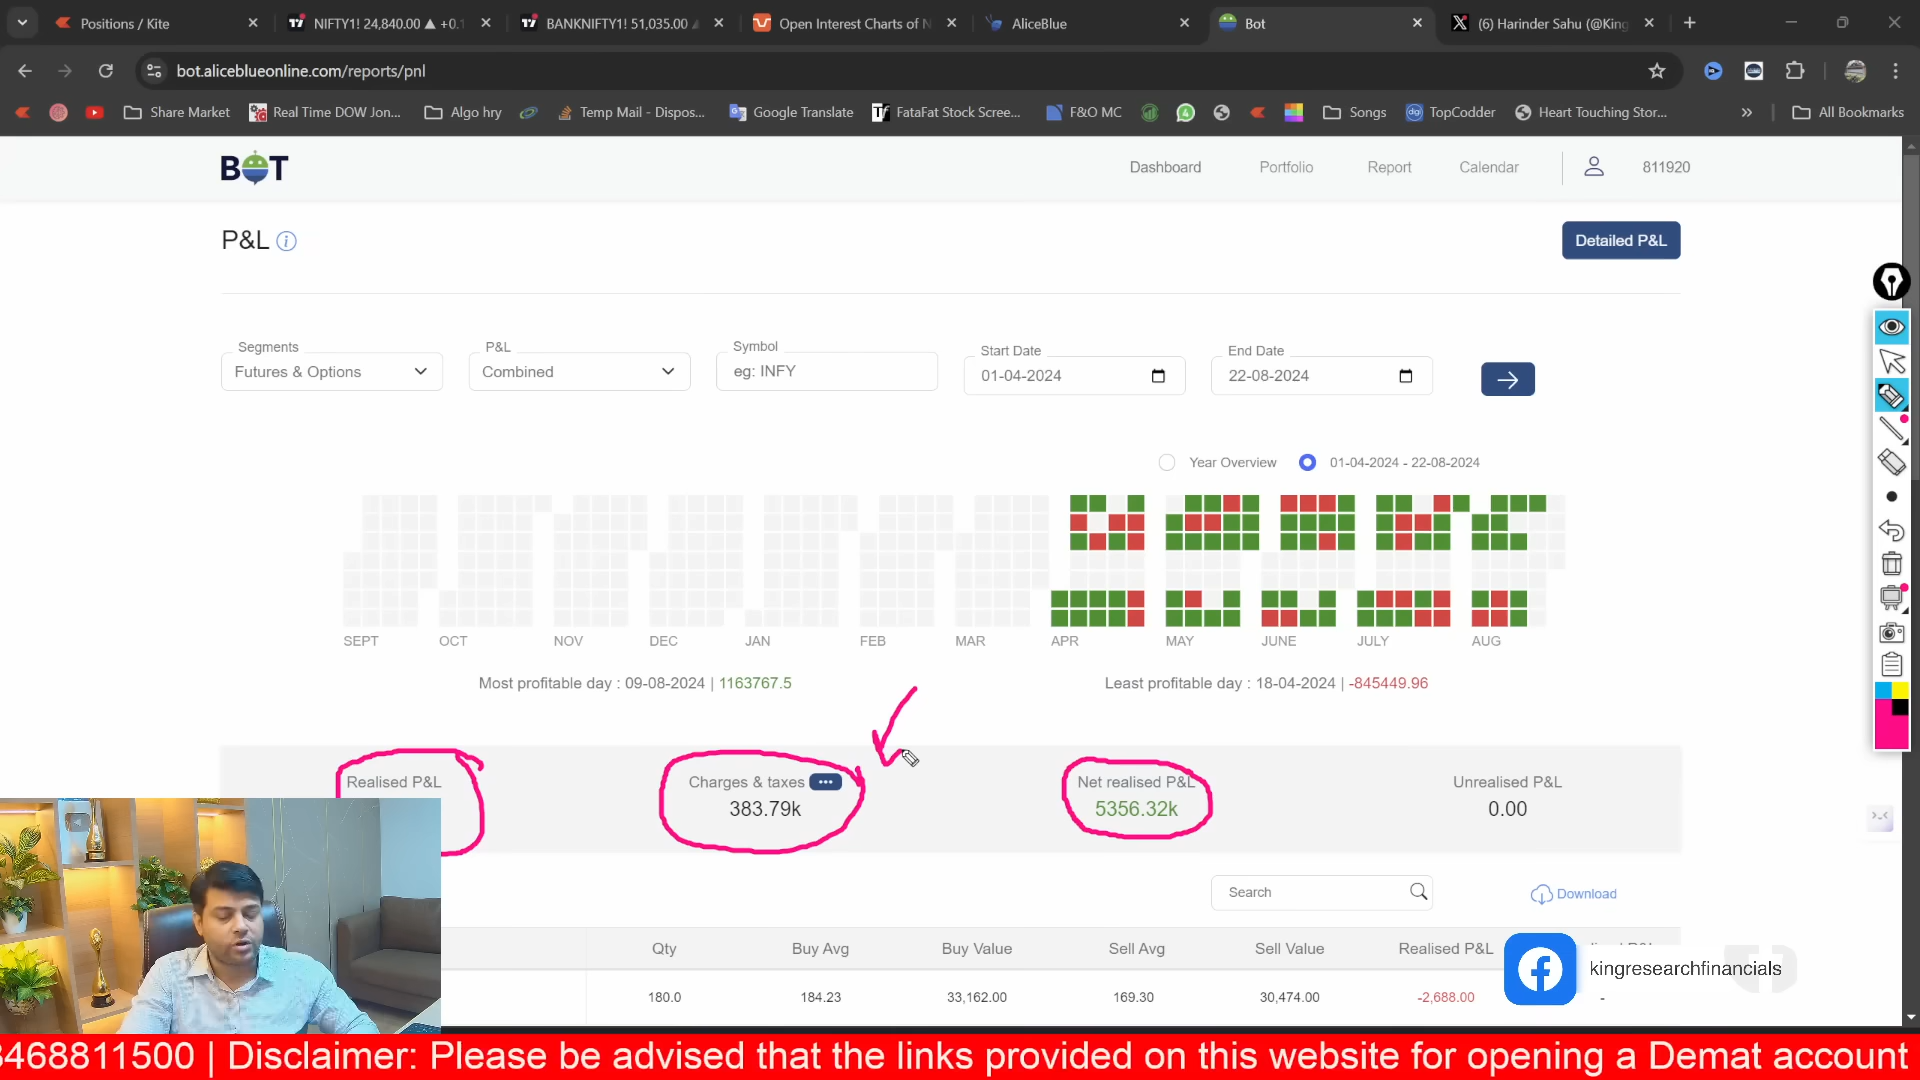 Positions / Kite
NIFTY1! 24,840.00 ▲ +0.1
BANKNIFTY1! 51,035.00
Open Interest Charts of N
AliceBlue
Bot
(6) Harinder Sahu (@King
bot.aliceblueonline.com/reports/pnl
Share Market
Real Time DOW Jon...
Algo hry
Temp Mail - Dispos...
Google Translate
FataFat Stock Scree...
F&O MC
Songs
TopCodder
Heart Touching Stor...
All Bookmarks
BOT
Dashboard
Portfolio
Report
Calendar
811920
P&L
Detailed P&L
Segments
Futures & Options
P&L
Combined
Symbol
eg: INFY
Start Date
01-04-2024
End Date
22-08-2024
Year Overview
01-04-2024 - 22-08-2024
SEPT OCT NOV DEC JAN FEB MAR APR MAY JUNE JULY AUG
Most profitable day : 09-08-2024 | 1163767.5
Least profitable day : 18-04-2024 | -845449.96
Realised P&L
Charges & taxes
383.79k
Net realised P&L
5356.32k
Unrealised P&L
0.00
Search
Download
Qty Buy Avg Buy Value Sell Avg Sell Value Realised P&L
180.0 184.23 33,162.00 169.30 30,474.00 -2,688.00 -
kingresearchfinancials
8468811500 | Disclaimer: Please be advised that the links provided on this website for opening a Demat account